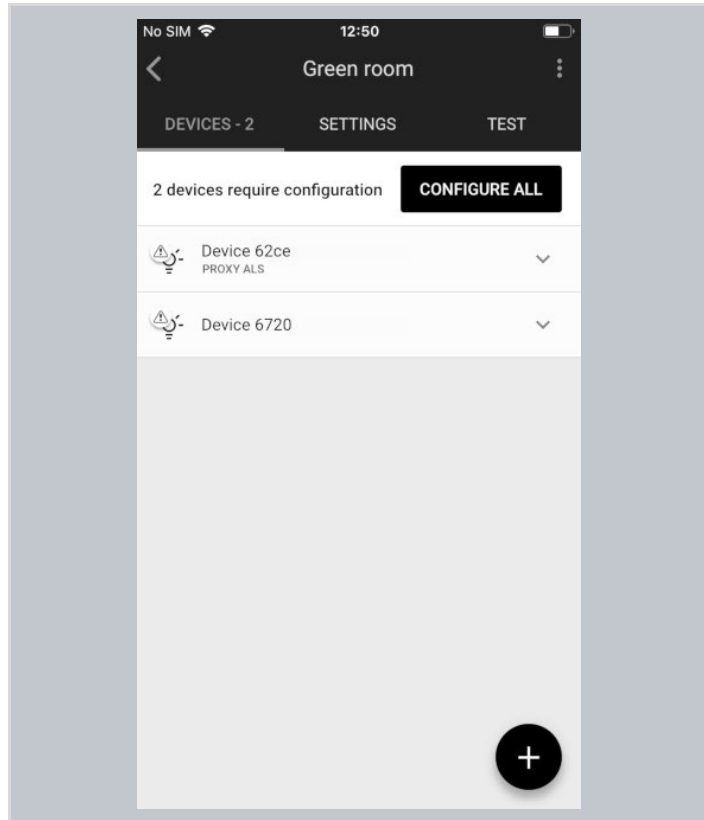 No SIM 12:50
Green room
DEVICES - 2 SETTINGS TEST
2 devices require configuration CONFIGURE ALL
Device 62ce
PROXY ALS
Device 6720